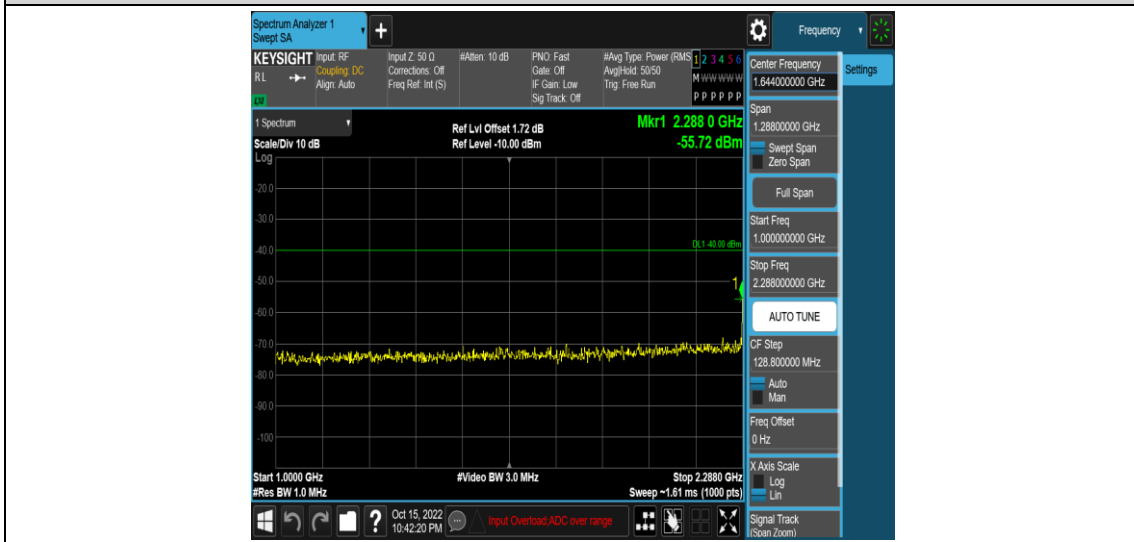 Spectrum Analyzer 1
Swept SA
+
Frequency
KEYSIGHT
RL
LXI
Input: RF
Coupling: DC
Align: Auto
Input Z: 50 Ω
Corrections: Off
Freq Ref: Int (S)
#Atten: 10 dB
PNO: Fast
Gate: Off
IF Gain: Low
Sig Track: Off
#Avg Type: Power (RMS
Avg|Hold: 50/50
Trig: Free Run
1 2 3 4 5 6
M W W W W W
P P P P P P
Center Frequency
1.644000000 GHz
Settings
Span
1.28800000 GHz
Swept Span
Zero Span
Full Span
Start Freq
1.000000000 GHz
Stop Freq
2.288000000 GHz
AUTO TUNE
CF Step
128.800000 MHz
Auto
Man
Freq Offset
0 Hz
X Axis Scale
Log
Lin
Signal Track
(Span Zoom)
1 Spectrum
Scale/Div 10 dB
Log
Ref Lvl Offset 1.72 dB
Ref Level -10.00 dBm
Mkr1 2.288 0 GHz
-55.72 dBm
-20.0
-30.0
DL1 -40.00 dBm
-40.0
-50.0
1
-60.0
-70.0
-80.0
-90.0
-100
Start 1.0000 GHz
#Video BW 3.0 MHz
Stop 2.2880 GHz
#Res BW 1.0 MHz
Sweep ~1.61 ms (1000 pts)
?
Oct 15, 2022
10:42:20 PM
Input Overload;ADC over range